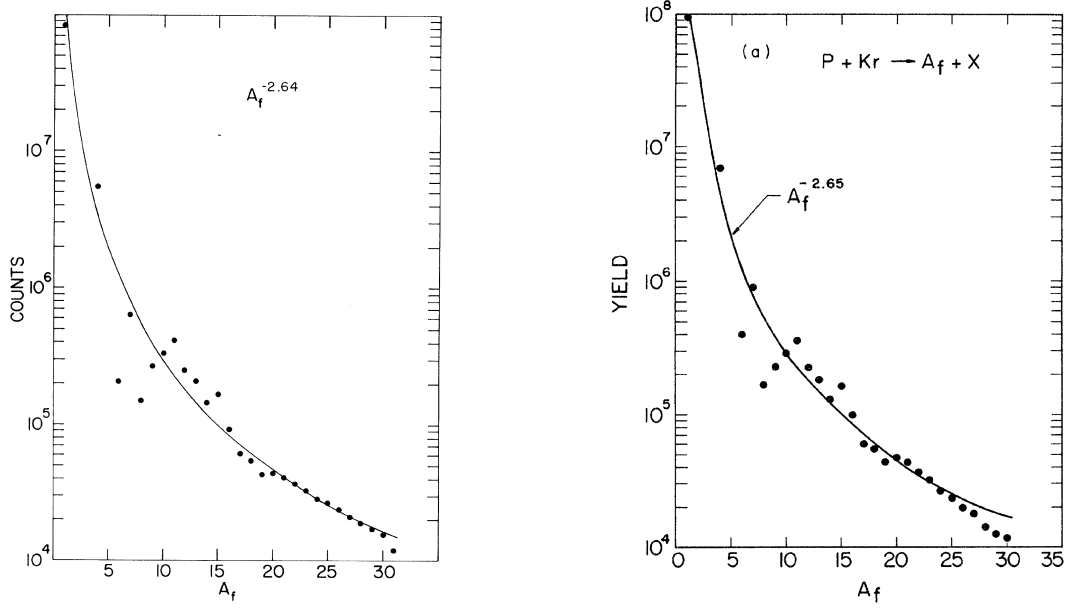 A_f^-2.64
COUNTS
10^7
10^6
10^5
10^4
5 10 15 20 25 30
A_f
(a) P + Kr → A_f + X
A_f^-2.65
YIELD
10^8
10^7
10^6
10^5
10^4
0 5 10 15 20 25 30 35
A_f